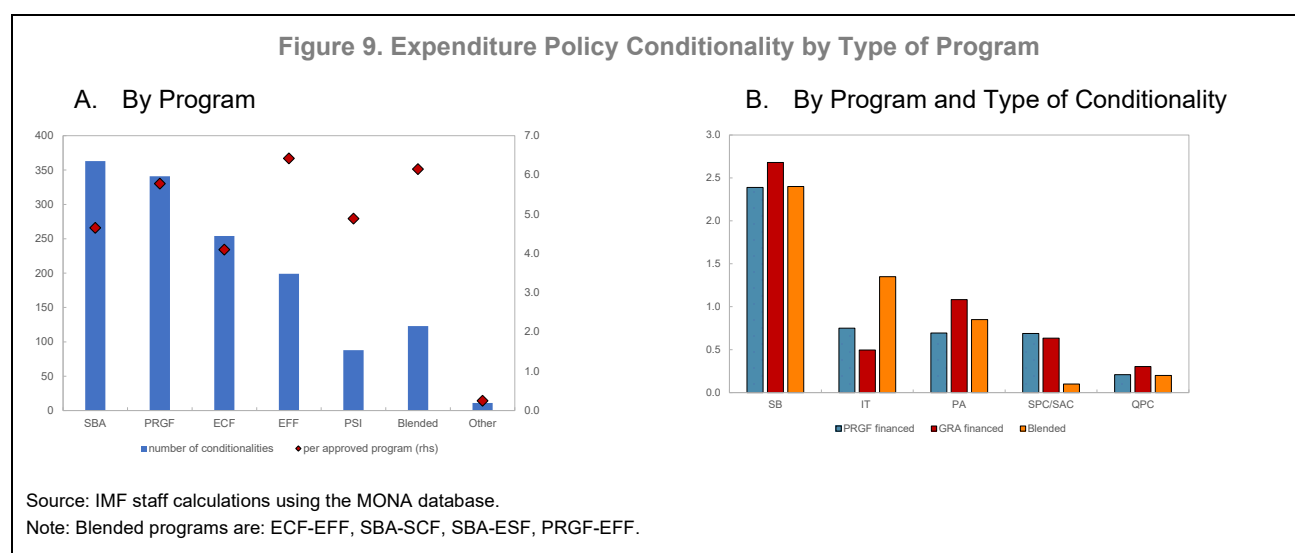 Figure 9. Expenditure Policy Conditionality by Type of Program
A. By Program
B. By Program and Type of Conditionality
400
350
300
250
200
150
100
50
0
7.0
6.0
5.0
4.0
3.0
2.0
1.0
0.0
SBA PRGF ECF EFF PSI Blended Other
number of conditionalities per approved program (rhs)
3.0
2.5
2.0
1.5
1.0
0.5
0.0
SB IT PA SPC/SAC QPC
PRGF financed GRA financed Blended
Source: IMF staff calculations using the MONA database.
Note: Blended programs are: ECF-EFF, SBA-SCF, SBA-ESF, PRGF-EFF.